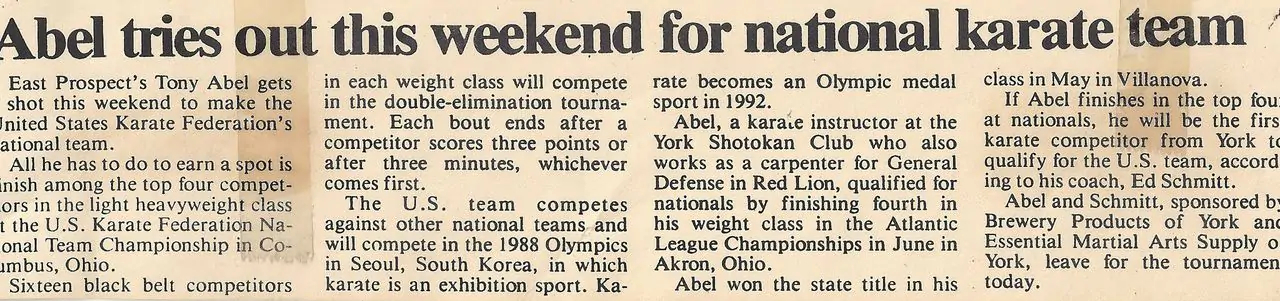 Abel tries out this weekend for national karate team
East Prospect's Tony Abel gets
shot this weekend to make the
United States Karate Federation's
ational team.
All he has to do to earn a spot is
inish among the top four compet-
ors in the light heavyweight class
t the U.S. Karate Federation Na-
onal Team Championship in Co-
umbus, Ohio.
Sixteen black belt competitors
in each weight class will compete
in the double-elimination tourna-
ment. Each bout ends after a
competitor scores three points or
after three minutes, whichever
comes first.
The U.S. team competes
against other national teams and
will compete in the 1988 Olympics
in Seoul, South Korea, in which
karate is an exhibition sport. Ka-
rate becomes an Olympic medal
sport in 1992.
Abel, a karate instructor at the
York Shotokan Club who also
works as a carpenter for General
Defense in Red Lion, qualified for
nationals by finishing fourth in
his weight class in the Atlantic
League Championships in June in
Akron, Ohio.
Abel won the state title in his
class in May in Villanova.
If Abel finishes in the top four
at nationals, he will be the firs
karate competitor from York to
qualify for the U.S. team, accord
ing to his coach, Ed Schmitt.
Abel and Schmitt, sponsored by
Brewery Products of York and
Essential Martial Arts Supply o
York, leave for the tournamen
today.